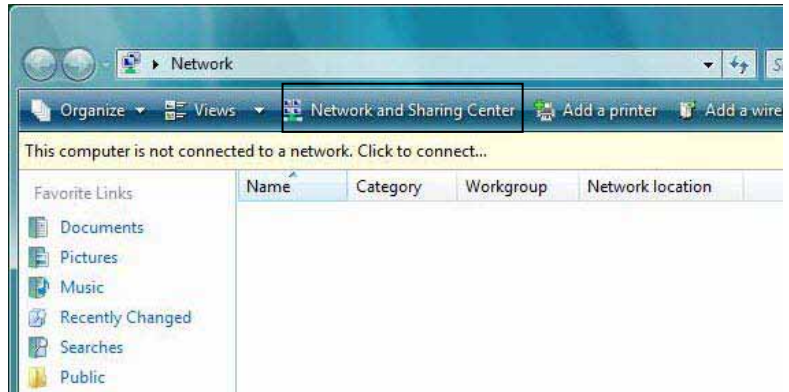 Network
Organize Views Network and Sharing Center Add a printer Add a wire
This computer is not connected to a network. Click to connect...
Favorite Links Name Category Workgroup Network location
Documents
Pictures
Music
Recently Changed
Searches
Public